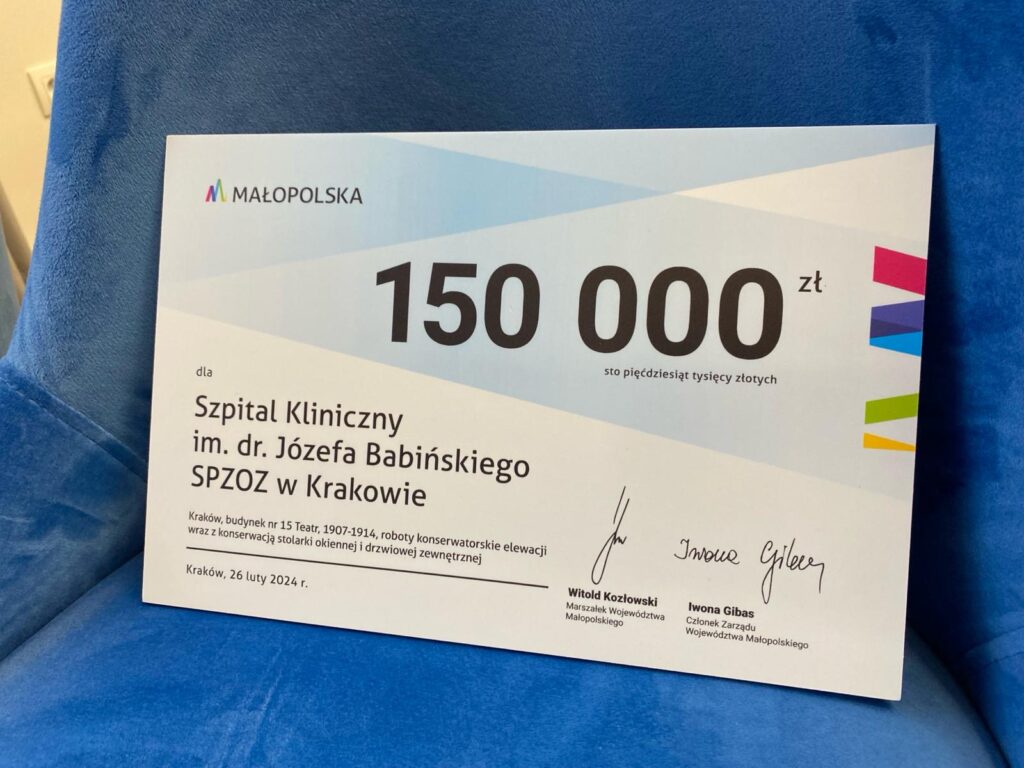 MAŁOPOLSKA
150 000 zł
sto pięćdziesiąt tysięcy złotych
dla
Szpital Kliniczny
im. dr. Józefa Babińskiego
SPZOZ w Krakowie
Kraków, budynek nr 15 Teatr, 1907-1914, roboty konserwatorskie elewacji
wraz z konserwacją stolarki okiennej i drzwiowej zewnętrznej
Kraków, 26 luty 2024 r.
Iwona Gibas
Witold Kozłowski
Marszałek Województwa
Małopolskiego
Iwona Gibas
Członek Zarządu
Województwa Małopolskiego